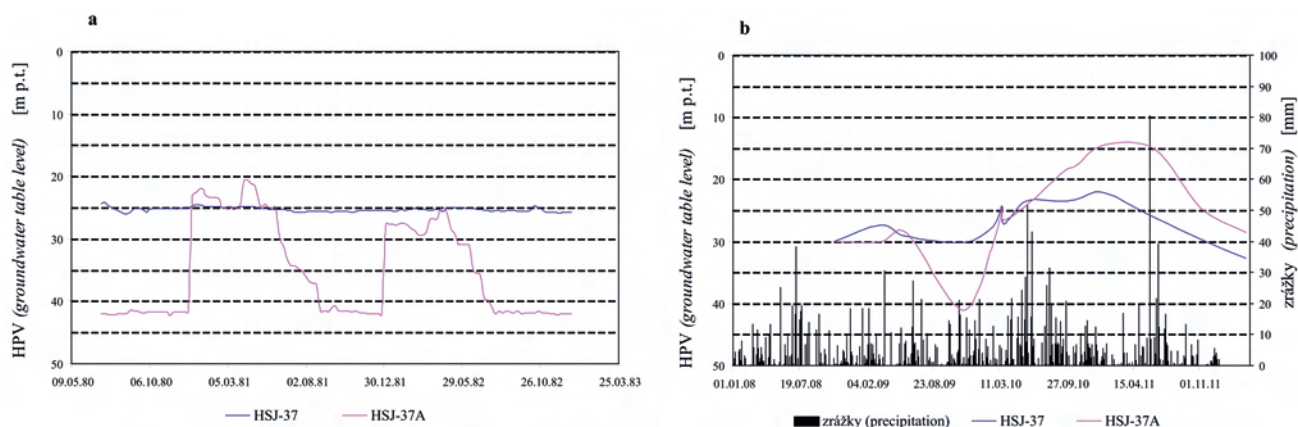 a
HPV (groundwater table level) [m p.t.]
0
10
20
30
40
50
09.05.80 06.10.80 05.03.81 02.08.81 30.12.81 29.05.82 26.10.82 25.03.83
HSJ-37 HSJ-37A
b
HPV (groundwater table level) [m p.t.]
0
10
20
30
40
50
100
90
80
70
60
50
40
30
20
10
0
zrážky (precipitation) [mm]
01.01.08 19.07.08 04.02.09 23.08.09 11.03.10 27.09.10 15.04.11 01.11.11
zrážky (precipitation) HSJ-37 HSJ-37A